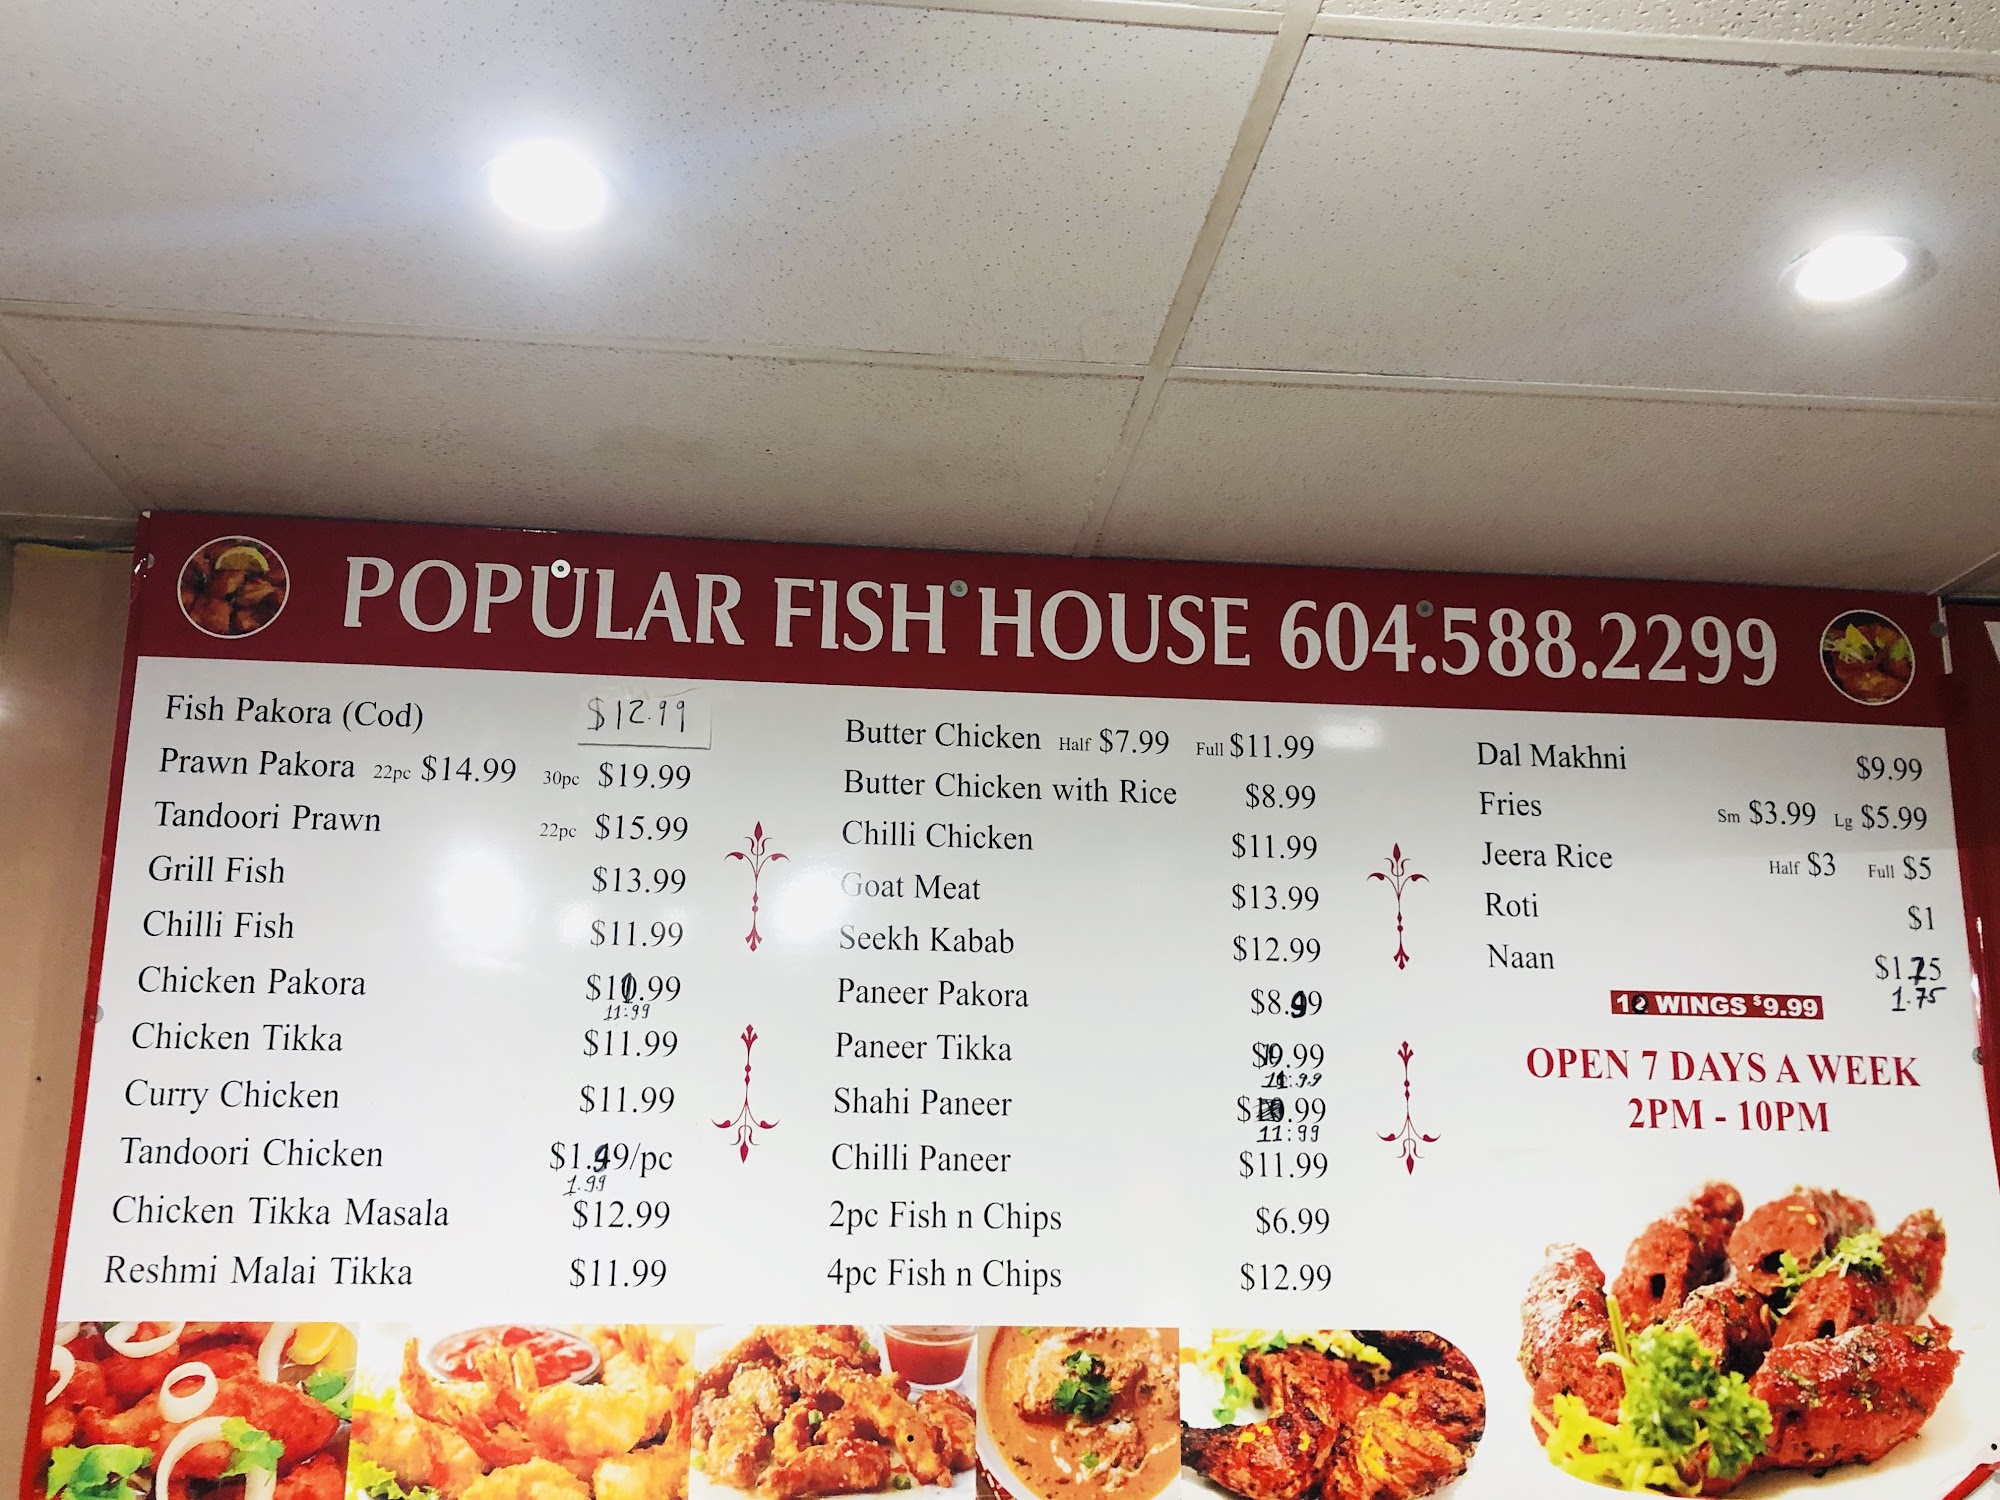 POPULAR FISH HOUSE 604.588.2299
Fish Pakora (Cod) $12.99
Prawn Pakora 22pc $14.99 30pc $19.99
Tandoori Prawn 22pc $15.99
Grill Fish $13.99
Chilli Fish $11.99
Chicken Pakora $11.99
11:99
Chicken Tikka $11.99
Curry Chicken $11.99
Tandoori Chicken $1.99/pc
1.99
Chicken Tikka Masala $12.99
Reshmi Malai Tikka $11.99
Butter Chicken Half $7.99 Full $11.99
Butter Chicken with Rice $8.99
Chilli Chicken $11.99
Goat Meat $13.99
Seekh Kabab $12.99
Paneer Pakora $8.99
Paneer Tikka
Shahi Paneer
11:99
Chilli Paneer $11.99
2pc Fish n Chips $6.99
4pc Fish n Chips $12.99
Dal Makhni $9.99
Fries Sm $3.99 Lg $5.99
Jeera Rice Half $3 Full $5
Roti $1
Naan $1.75
1.75
WINGS $9.99
OPEN 7 DAYS A WEEK
2PM - 10PM